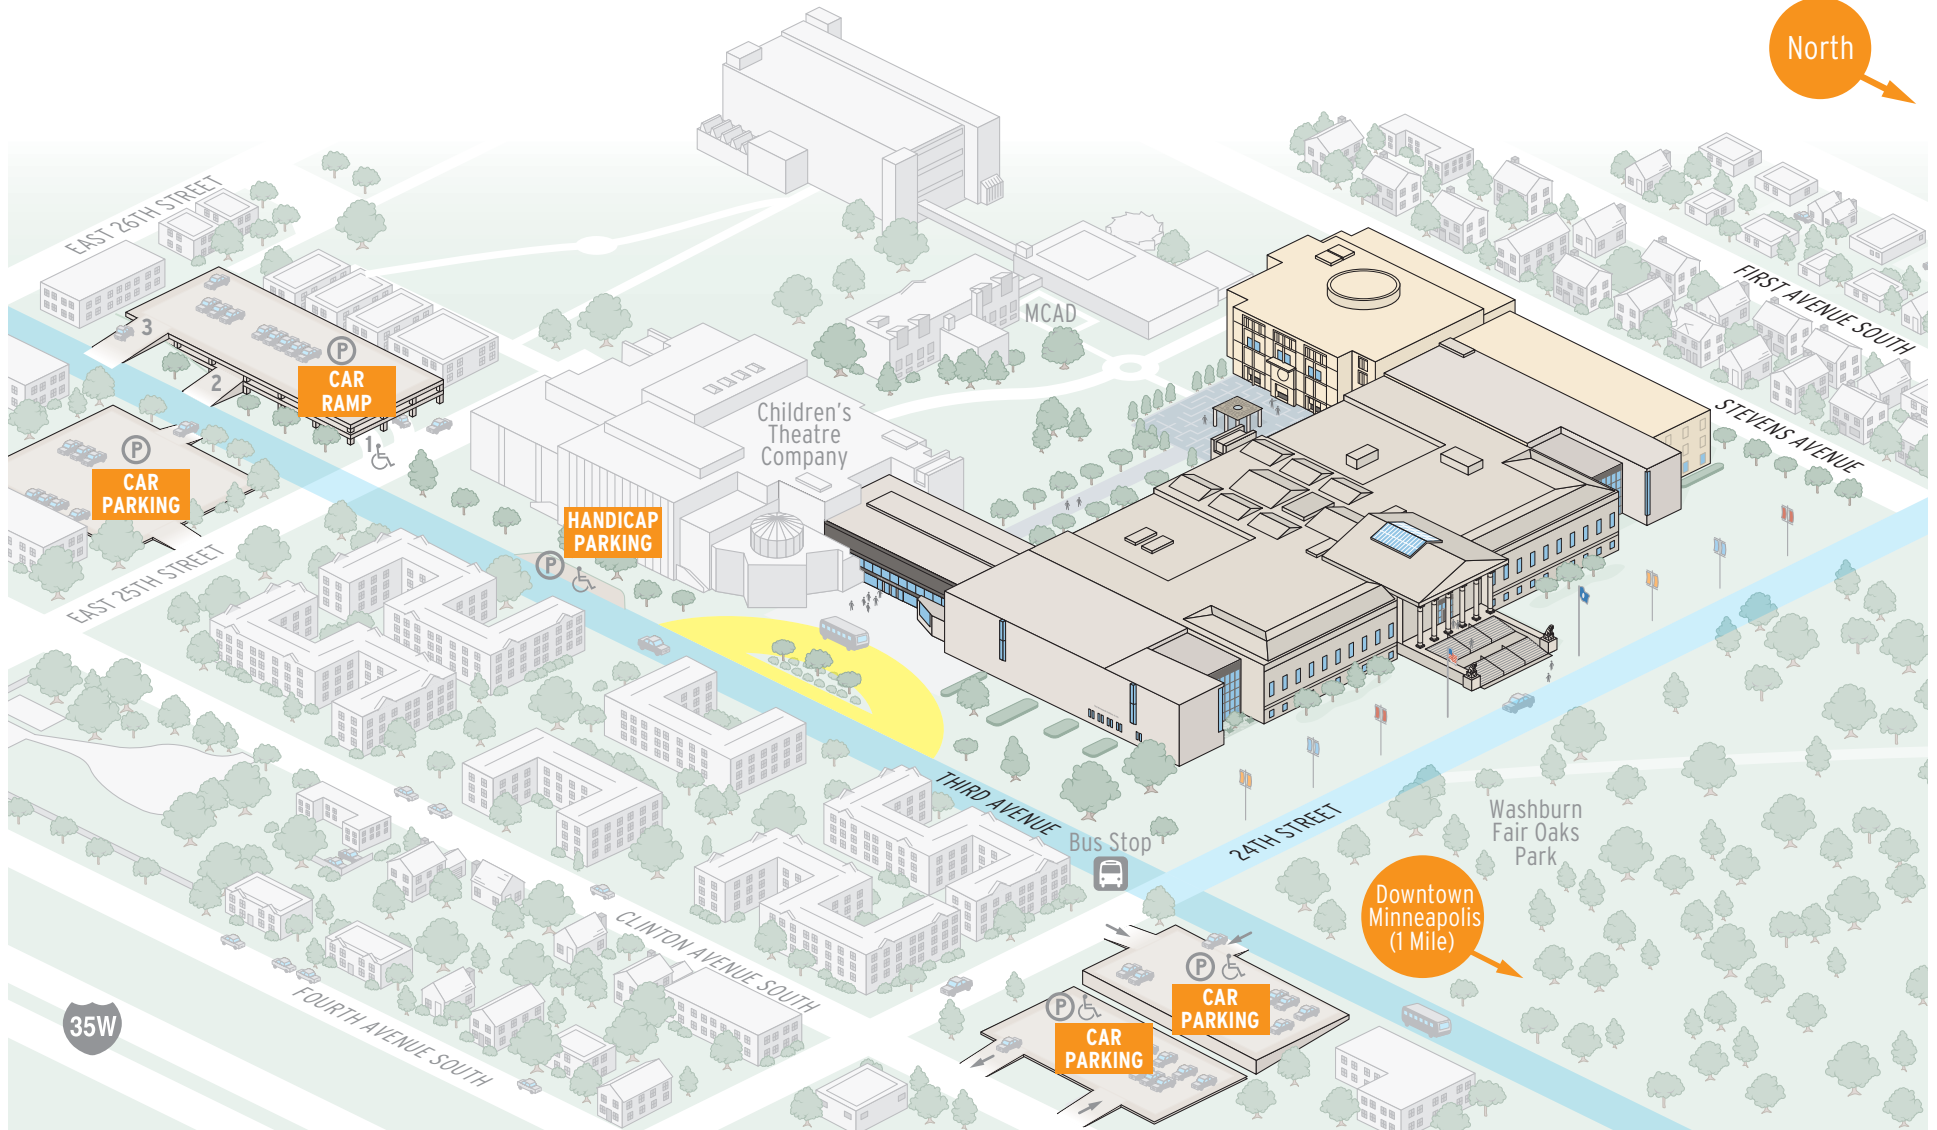 North
EAST 26TH STREET
FIRST AVENUE SOUTH
MCAD
3
P
CAR
RAMP
2
1
STEVENS AVENUE
Children's
Theatre
Company
P
CAR
PARKING
HANDICAP
PARKING
P
EAST 25TH STREET
THIRD AVENUE
24TH STREET
Washburn
Fair Oaks
Park
Bus Stop
Downtown
Minneapolis
(1 Mile)
CLINTON AVENUE SOUTH
P
CAR
PARKING
P
CAR
PARKING
FOURTH AVENUE SOUTH
35W